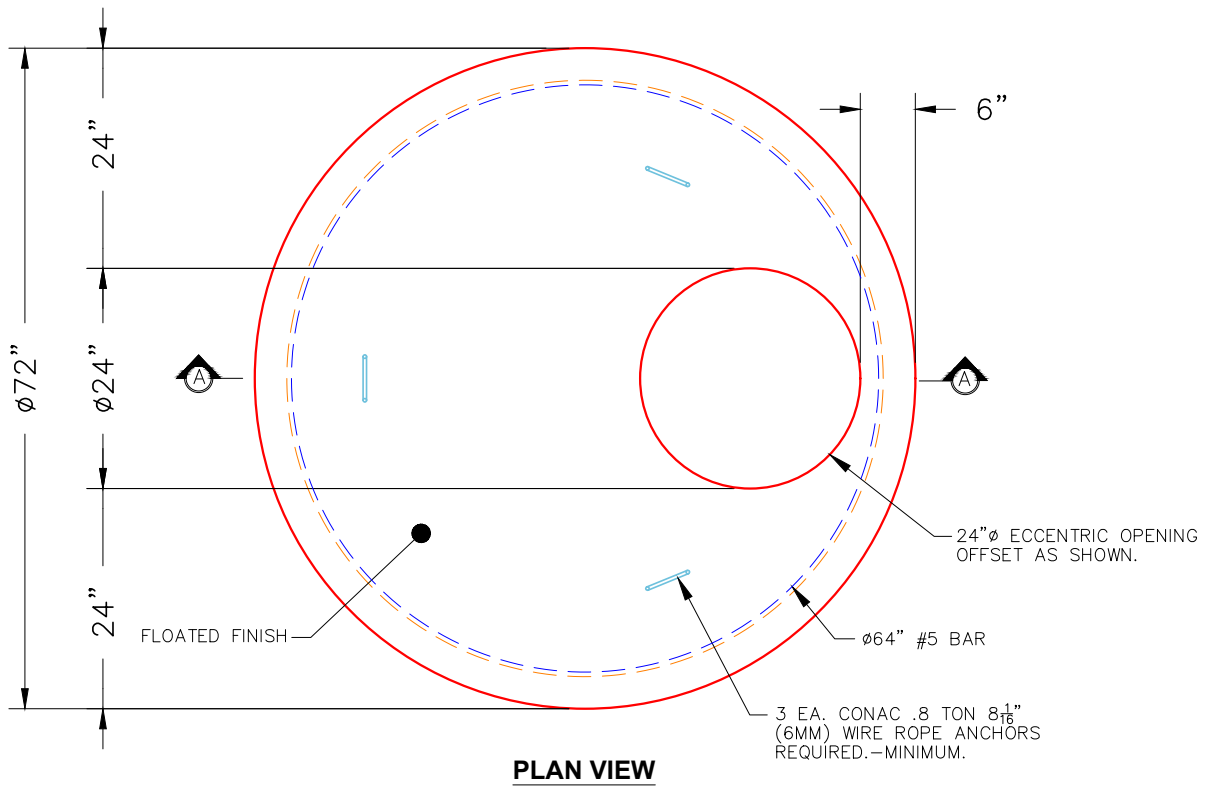 24”
6”
ø72”
ø24”
A
A
24”
24”ø ECCENTRIC OPENING
OFFSET AS SHOWN.
FLOATED FINISH
ø64” #5 BAR
3 EA. CONAC .8 TON 8 1/16”
(6MM) WIRE ROPE ANCHORS
REQUIRED.–MINIMUM.
PLAN VIEW